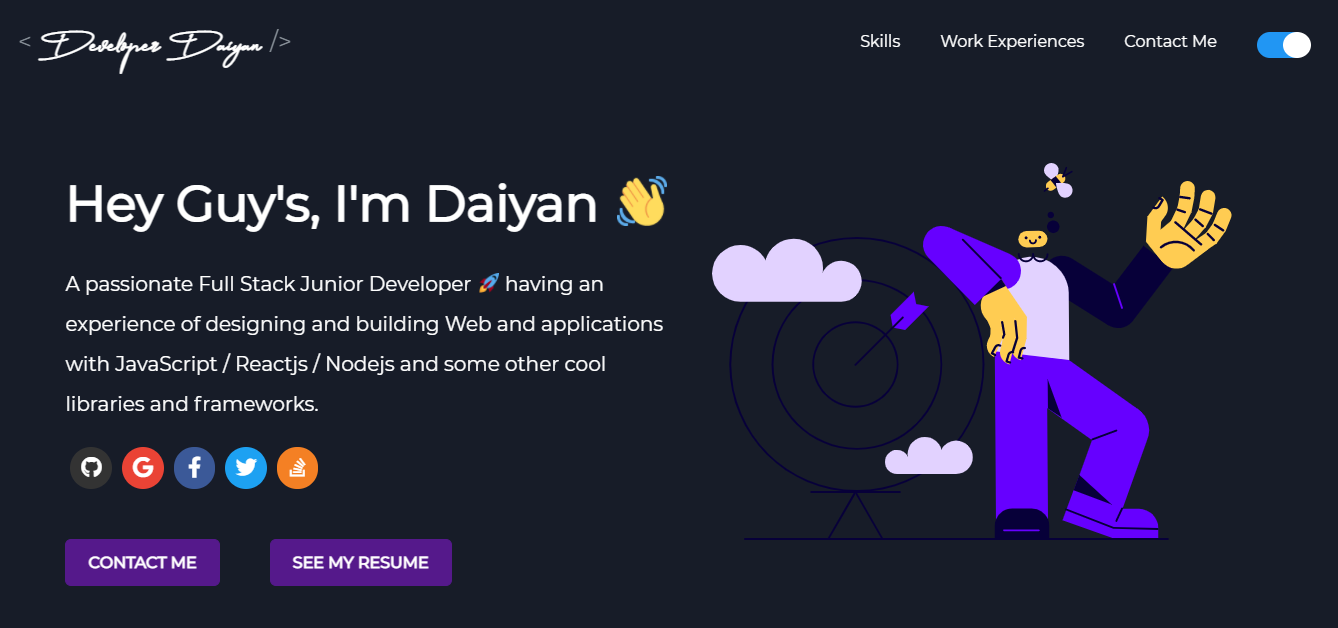 < Developer Daiyan />
Skills
Work Experiences
Contact Me
Hey Guy's, I'm Daiyan 👋
A passionate Full Stack Junior Developer 🚀 having an
experience of designing and building Web and applications
with JavaScript / Reactjs / Nodejs and some other cool
libraries and frameworks.
CONTACT ME
SEE MY RESUME